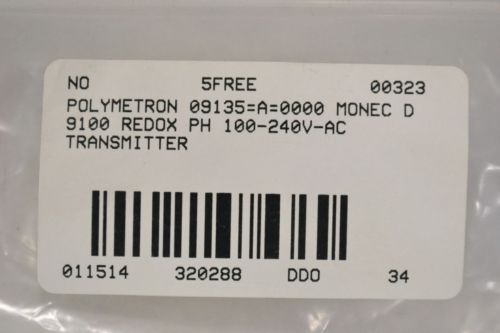 NO 5FREE 00323
POLYMETRON 09135=A=0000 MONEC D
9100 REDOX PH 100-240V-AC
TRANSMITTER
011514 320288 DDO 34